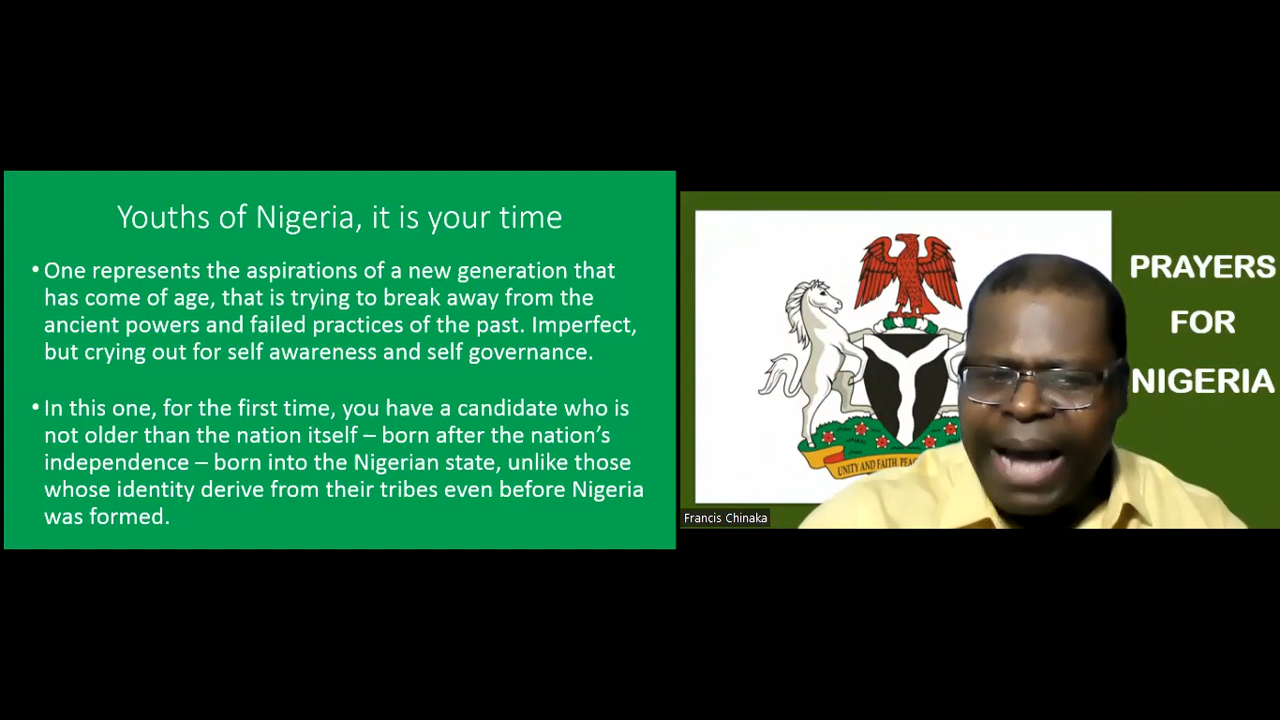 Youths of Nigeria, it is your time
• One represents the aspirations of a new generation that
has come of age, that is trying to break away from the
ancient powers and failed practices of the past. Imperfect,
but crying out for self awareness and self governance.
• In this one, for the first time, you have a candidate who is
not older than the nation itself – born after the nation’s
independence – born into the Nigerian state, unlike those
whose identity derive from their tribes even before Nigeria
was formed.
PRAYERS
FOR
NIGERIA
UNITY AND FAITH
Francis Chinaka